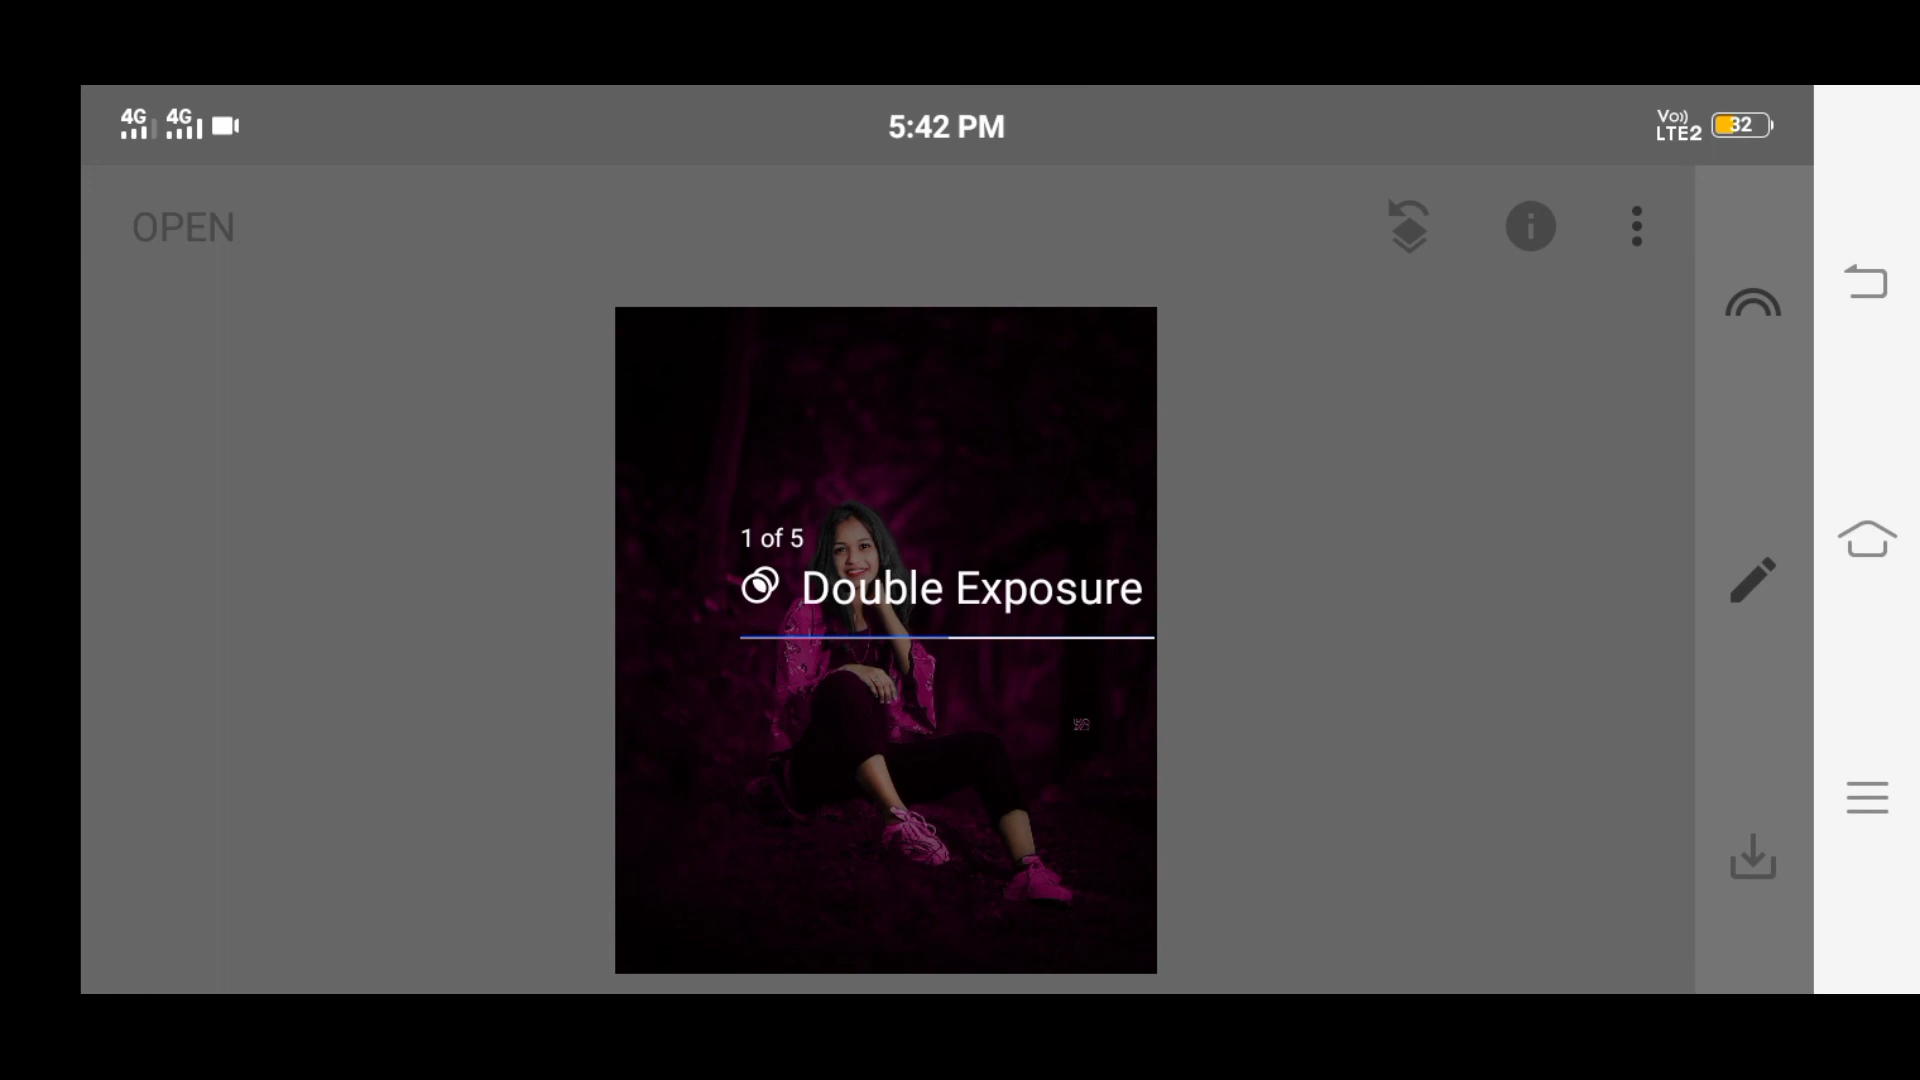 4G 4G
5:42 PM
Vo))
LTE2
32
OPEN
1 of 5
Double Exposure